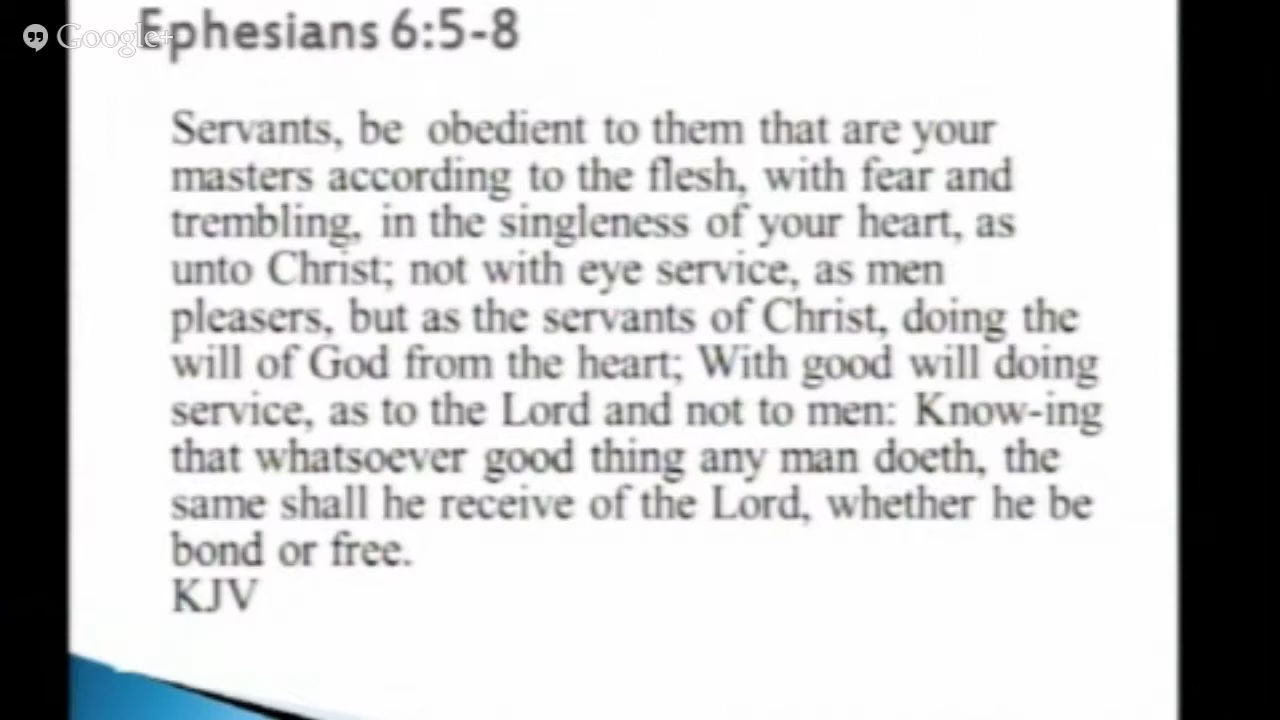 Google+
Ephesians 6:5-8
Servants, be obedient to them that are your
masters according to the flesh, with fear and
trembling, in the singleness of your heart, as
unto Christ; not with eye service, as men
pleasers, but as the servants of Christ, doing the
will of God from the heart; With good will doing
service, as to the Lord and not to men: Know-ing
that whatsoever good thing any man doeth, the
same shall he receive of the Lord, whether he be
bond or free.
KJV